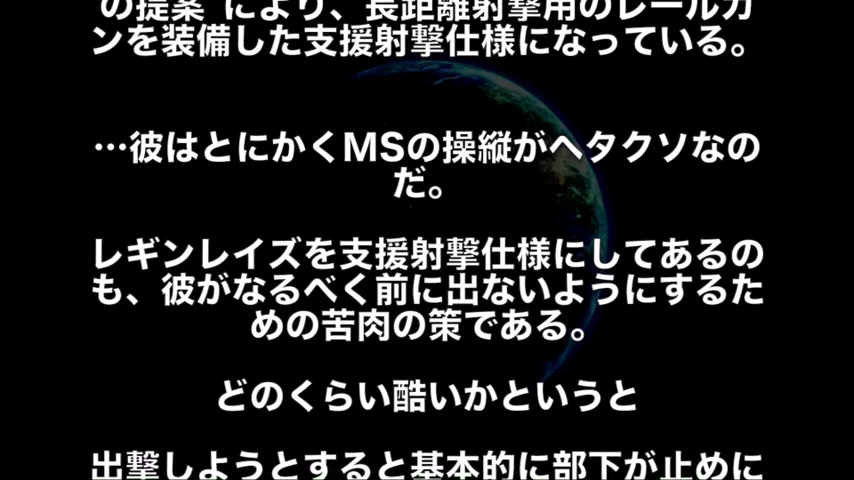 の提案"により、長距離射撃用のレールガ
ンを装備した支援射撃仕様になっている。
…彼はとにかくMSの操縦がヘタクソなの
だ。
レギンレイズを支援射撃仕様にしてあるの
も、彼がなるべく前に出ないようにするた
めの苦肉の策である。
どのくらい酷いかというと
出撃しようとすると基本的に部下が止めに